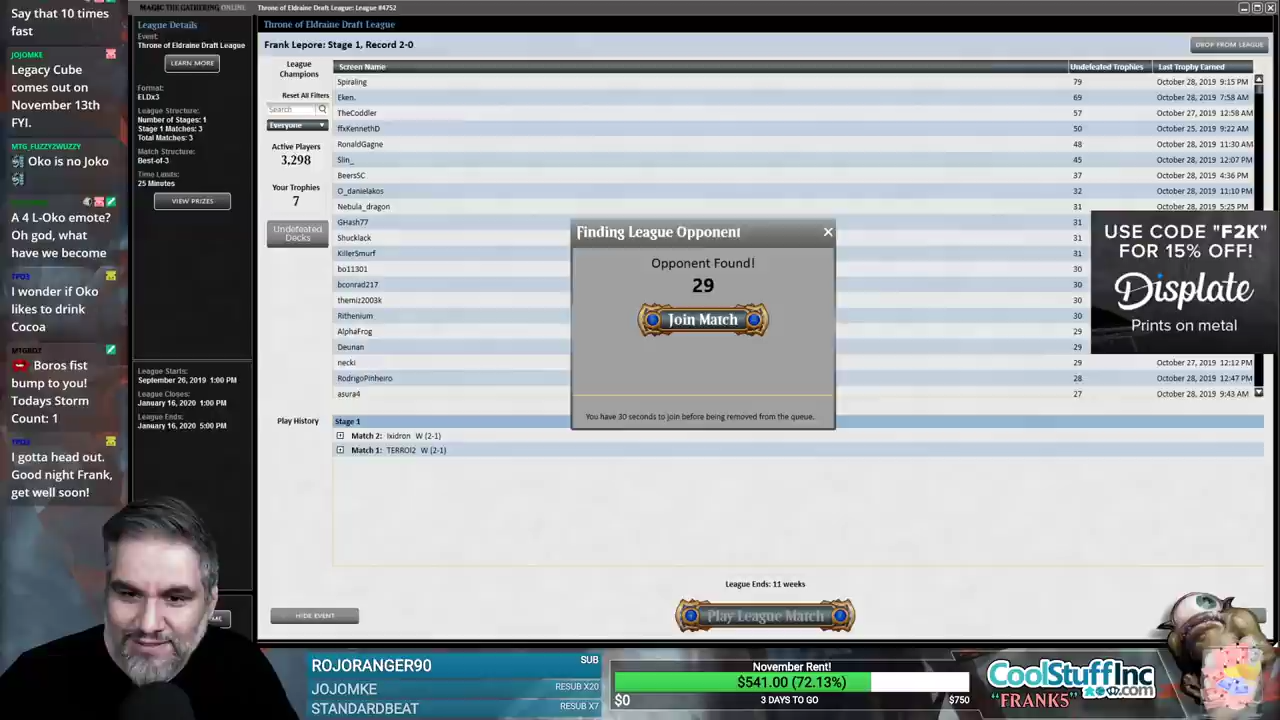 Say that 10 times
fast
JOJOMKE
Legacy Cube
comes out on
November 13th
FYI.
MTG_FUZZY2WUZZY
Oko is no Joko
A 4 L-Oko emote?
Oh god, what
have we become
TPO3
I wonder if Oko
likes to drink
Cocoa
Boros fist
bump to you!
Todays Storm
Count: 1
I gotta head out.
Good night Frank,
get well soon!
MAGIC THE GATHERING ONLINE
Throne of Eldraine Draft League: League #4752
League Details
Event:
Throne of Eldraine Draft League
LEARN MORE
Format:
ELDx3
League Structure:
Number of Stages: 1
Stage 1 Matches: 3
Total Matches: 3
Match Structure:
Best-of-3
Time Limit:
25 Minutes
VIEW PRIZES
League Starts:
September 26, 2019 1:00 PM
League Closes:
January 16, 2020 1:00 PM
League Ends:
January 16, 2020 5:00 PM
Throne of Eldraine Draft League
Frank Lepore: Stage 1, Record 2-0
DROP FROM LEAGUE
League
Champions
Reset All Filters
Search
Everyone
Active Players
3,298
Your Trophies
7
Undefeated
Decks
Screen Name Undefeated Trophies Last Trophy Earned
Spiraling 79 October 28, 2019 9:15 PM
Eken. 69 October 28, 2019 7:58 AM
TheCoddler 57 October 27, 2019 12:58 AM
ffxKennethD 50 October 25, 2019 9:22 AM
RonaldGagne 48 October 28, 2019 11:30 AM
Slin_ 45 October 28, 2019 12:07 PM
BeersSC 37 October 28, 2019 4:36 PM
O_danielakos 32 October 28, 2019 11:10 PM
Nebula_dragon 31 October 28, 2019 5:25 PM
GHash77 31
Shucklack 31
KillerSmurf 31
bo11301 30
bconrad217 30
themiz2003k 30
Rithenium 30
AlphaFrog 29
Deunan 29
necki 29 October 27, 2019 12:12 PM
RodrigoPinheiro 28 October 28, 2019 12:47 PM
asura4 27 October 28, 2019 9:43 AM
Finding League Opponent
Opponent Found!
29
Join Match
You have 30 seconds to join before being removed from the queue.
USE CODE "F2K"
FOR 15% OFF!
Displate
Prints on metal
Play History
Stage 1
Match 2: Ixidron W (2-1)
Match 1: TERROI2 W (2-1)
League Ends: 11 weeks
HIDE EVENT
Play League Match
ROJORANGER90 SUB
JOJOMKE RESUB X20
STANDARDBEAT RESUB X7
November Rent!
$541.00 (72.13%)
$0 3 DAYS TO GO $750
CoolStuffInc
.com
"FRANKS"